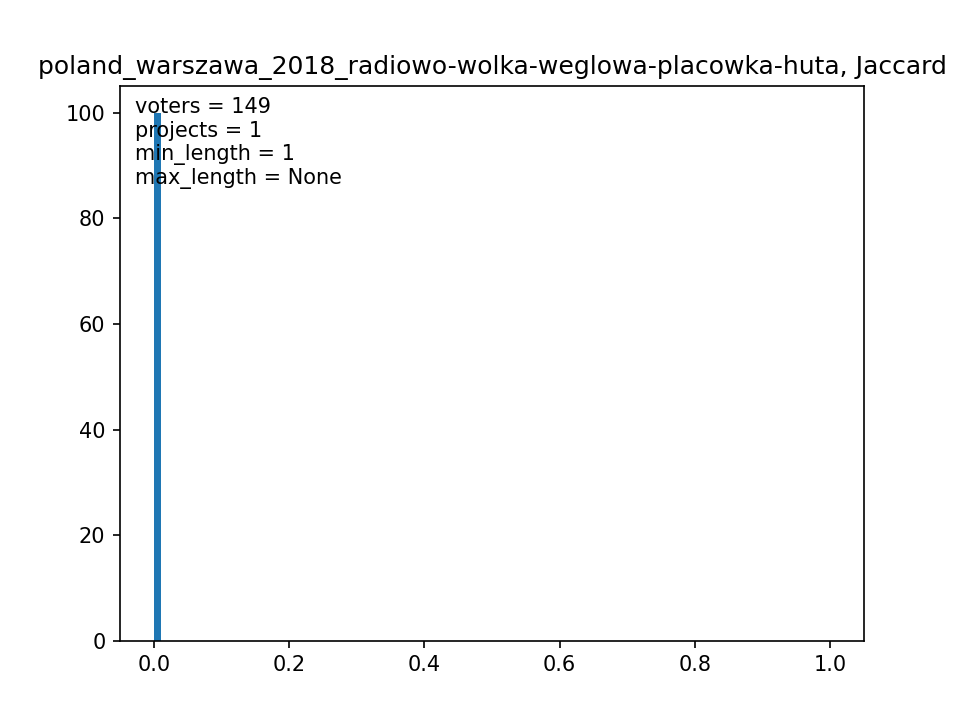 poland_warszawa_2018_radiowo-wolka-weglowa-placowka-huta, Jaccard
voters = 149
projects = 1
min_length = 1
max_length = None
100
80
60
40
20
0
0.0 0.2 0.4 0.6 0.8 1.0